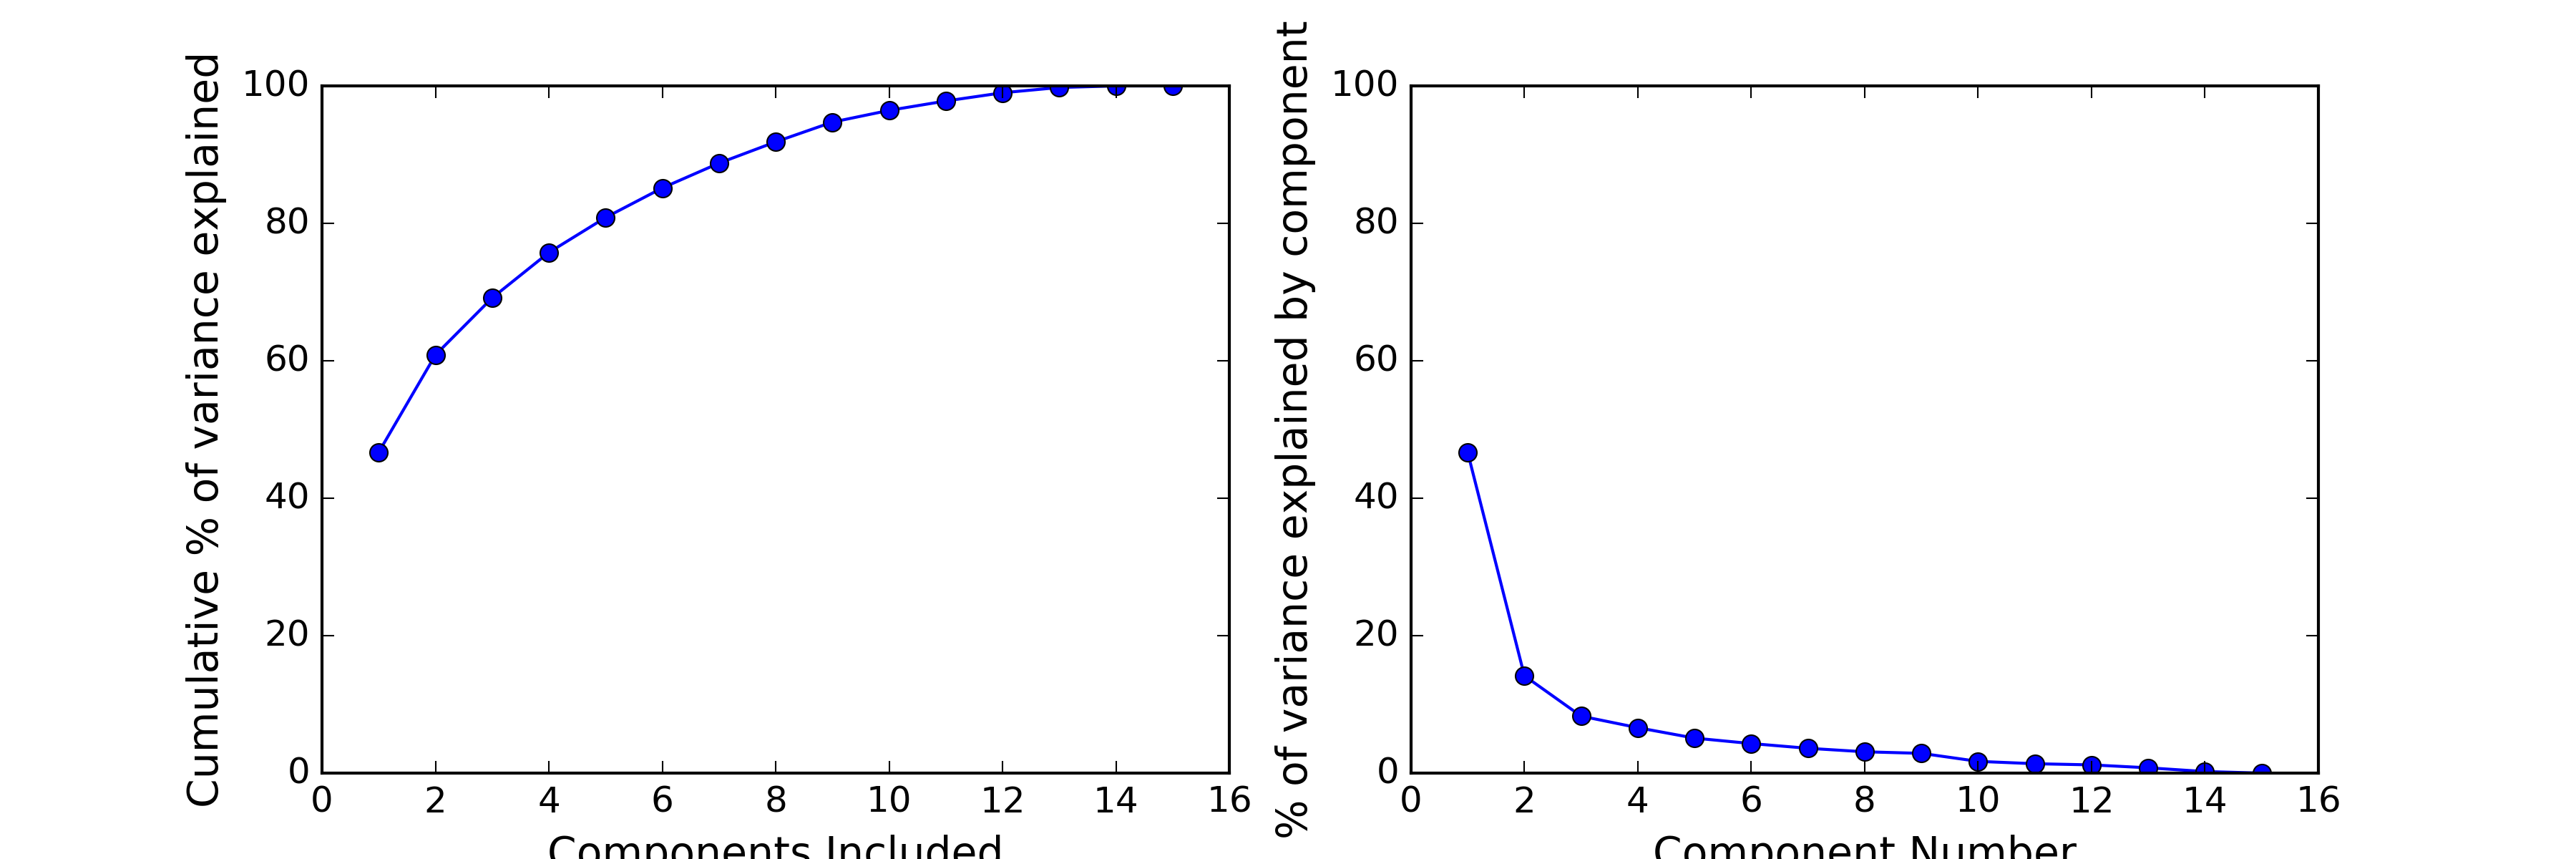 Cumulative % of variance explained
100
80
60
40
20
0
0 2 4 6 8 10 12 14 16
Components Included
% of variance explained by component
100
80
60
40
20
0
0 2 4 6 8 10 12 14 16
Component Number